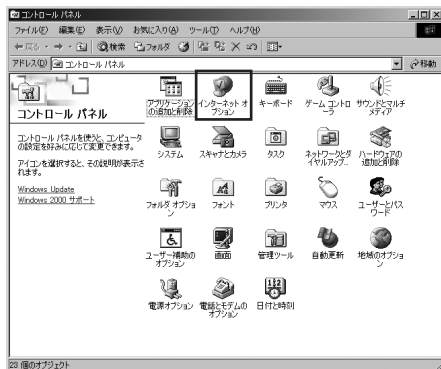 コントロール パネル
ファイル(F) 編集(E) 表示(V) お気に入り(A) ツール(T) ヘルプ(H)
戻る 検索 フォルダ
アドレス(D) コントロール パネル 移動
コントロール パネル
コントロール パネルを使うと、コンピュータ
の設定を好みに応じて変更できます。
アイコンを選択すると、その説明が表示さ
れます。
Windows Update
Windows 2000 サポート
アプリケーション
の追加と削除
インターネット オ
プション
キーボード
ゲーム コントロ
ーラ
サウンドとマルチ
メディア
システム
スキャナとカメラ
タスク
ネットワークとダ
イヤルアップ...
ハードウェアの
追加と削除
フォルダ オプショ
ン
フォント
プリンタ
マウス
ユーザーとパス
ワード
ユーザー補助の
オプション
画面
管理ツール
自動更新
地域のオプショ
ン
電源オプション
電話とモデムの
オプション
日付と時刻
23 個のオブジェクト